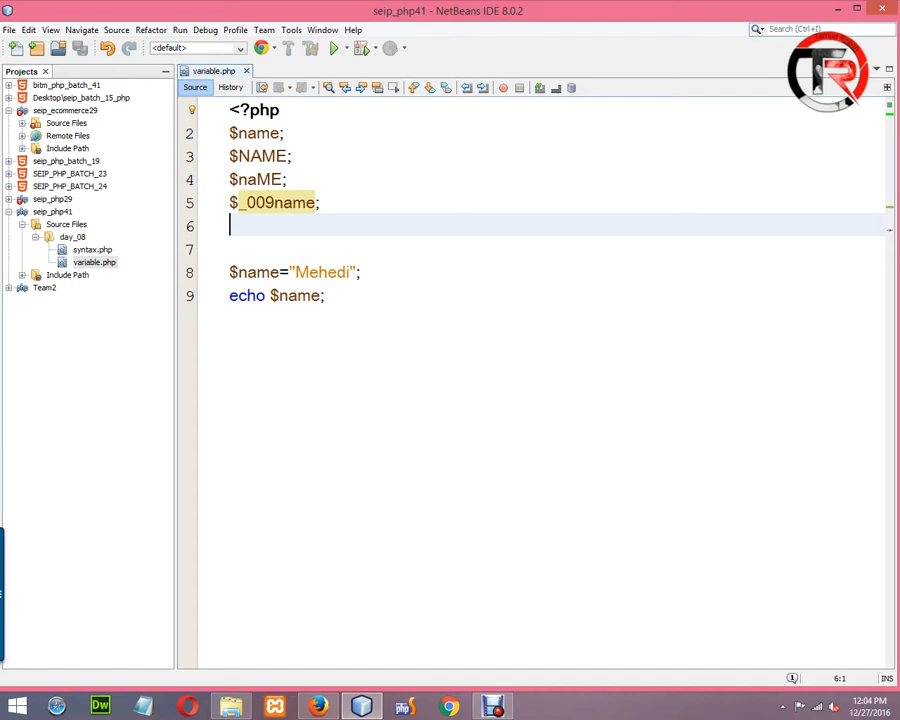 seip_php41 - NetBeans IDE 8.0.2
File Edit View Navigate Source Refactor Run Debug Profile Team Tools Window Help
Search (Ctrl+I)
<default>
Projects
variable.php
Source History
bitm_php_batch_41
Desktop\seip_batch_15_php
seip_ecommerce29
Source Files
Remote Files
Include Path
seip_php_batch_19
SEIP_PHP_BATCH_23
SEIP_PHP_BATCH_24
seip_php29
seip_php41
Source Files
day_08
syntax.php
variable.php
Include Path
Team2
<?php
2 $name;
3 $NAME;
4 $naME;
5 $_009name;
6
7
8 $name="Mehedi";
9 echo $name;
6:1 INS
Dw
php
12:04 PM
12/27/2016